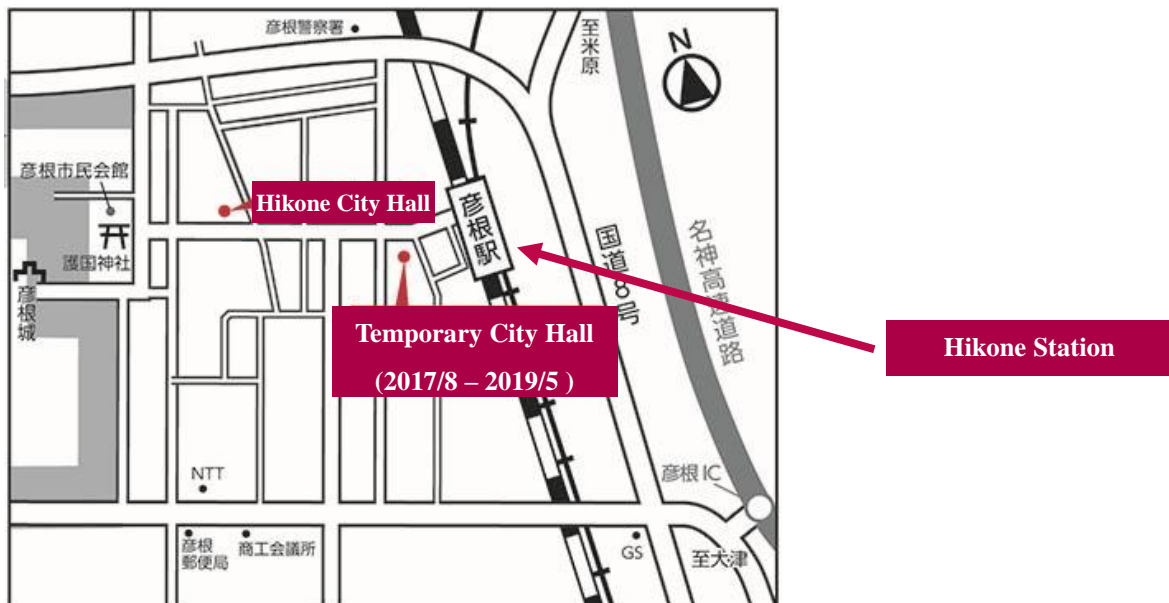 彦根警察署
至米原
N
彦根市民会館
Hikone City Hall
護国神社
彦根駅
彦根城
国道8号
名神高速道路
Temporary City Hall
(2017/8 – 2019/5 )
Hikone Station
NTT
彦根IC
彦根
郵便局
商工会議所
GS
至大津